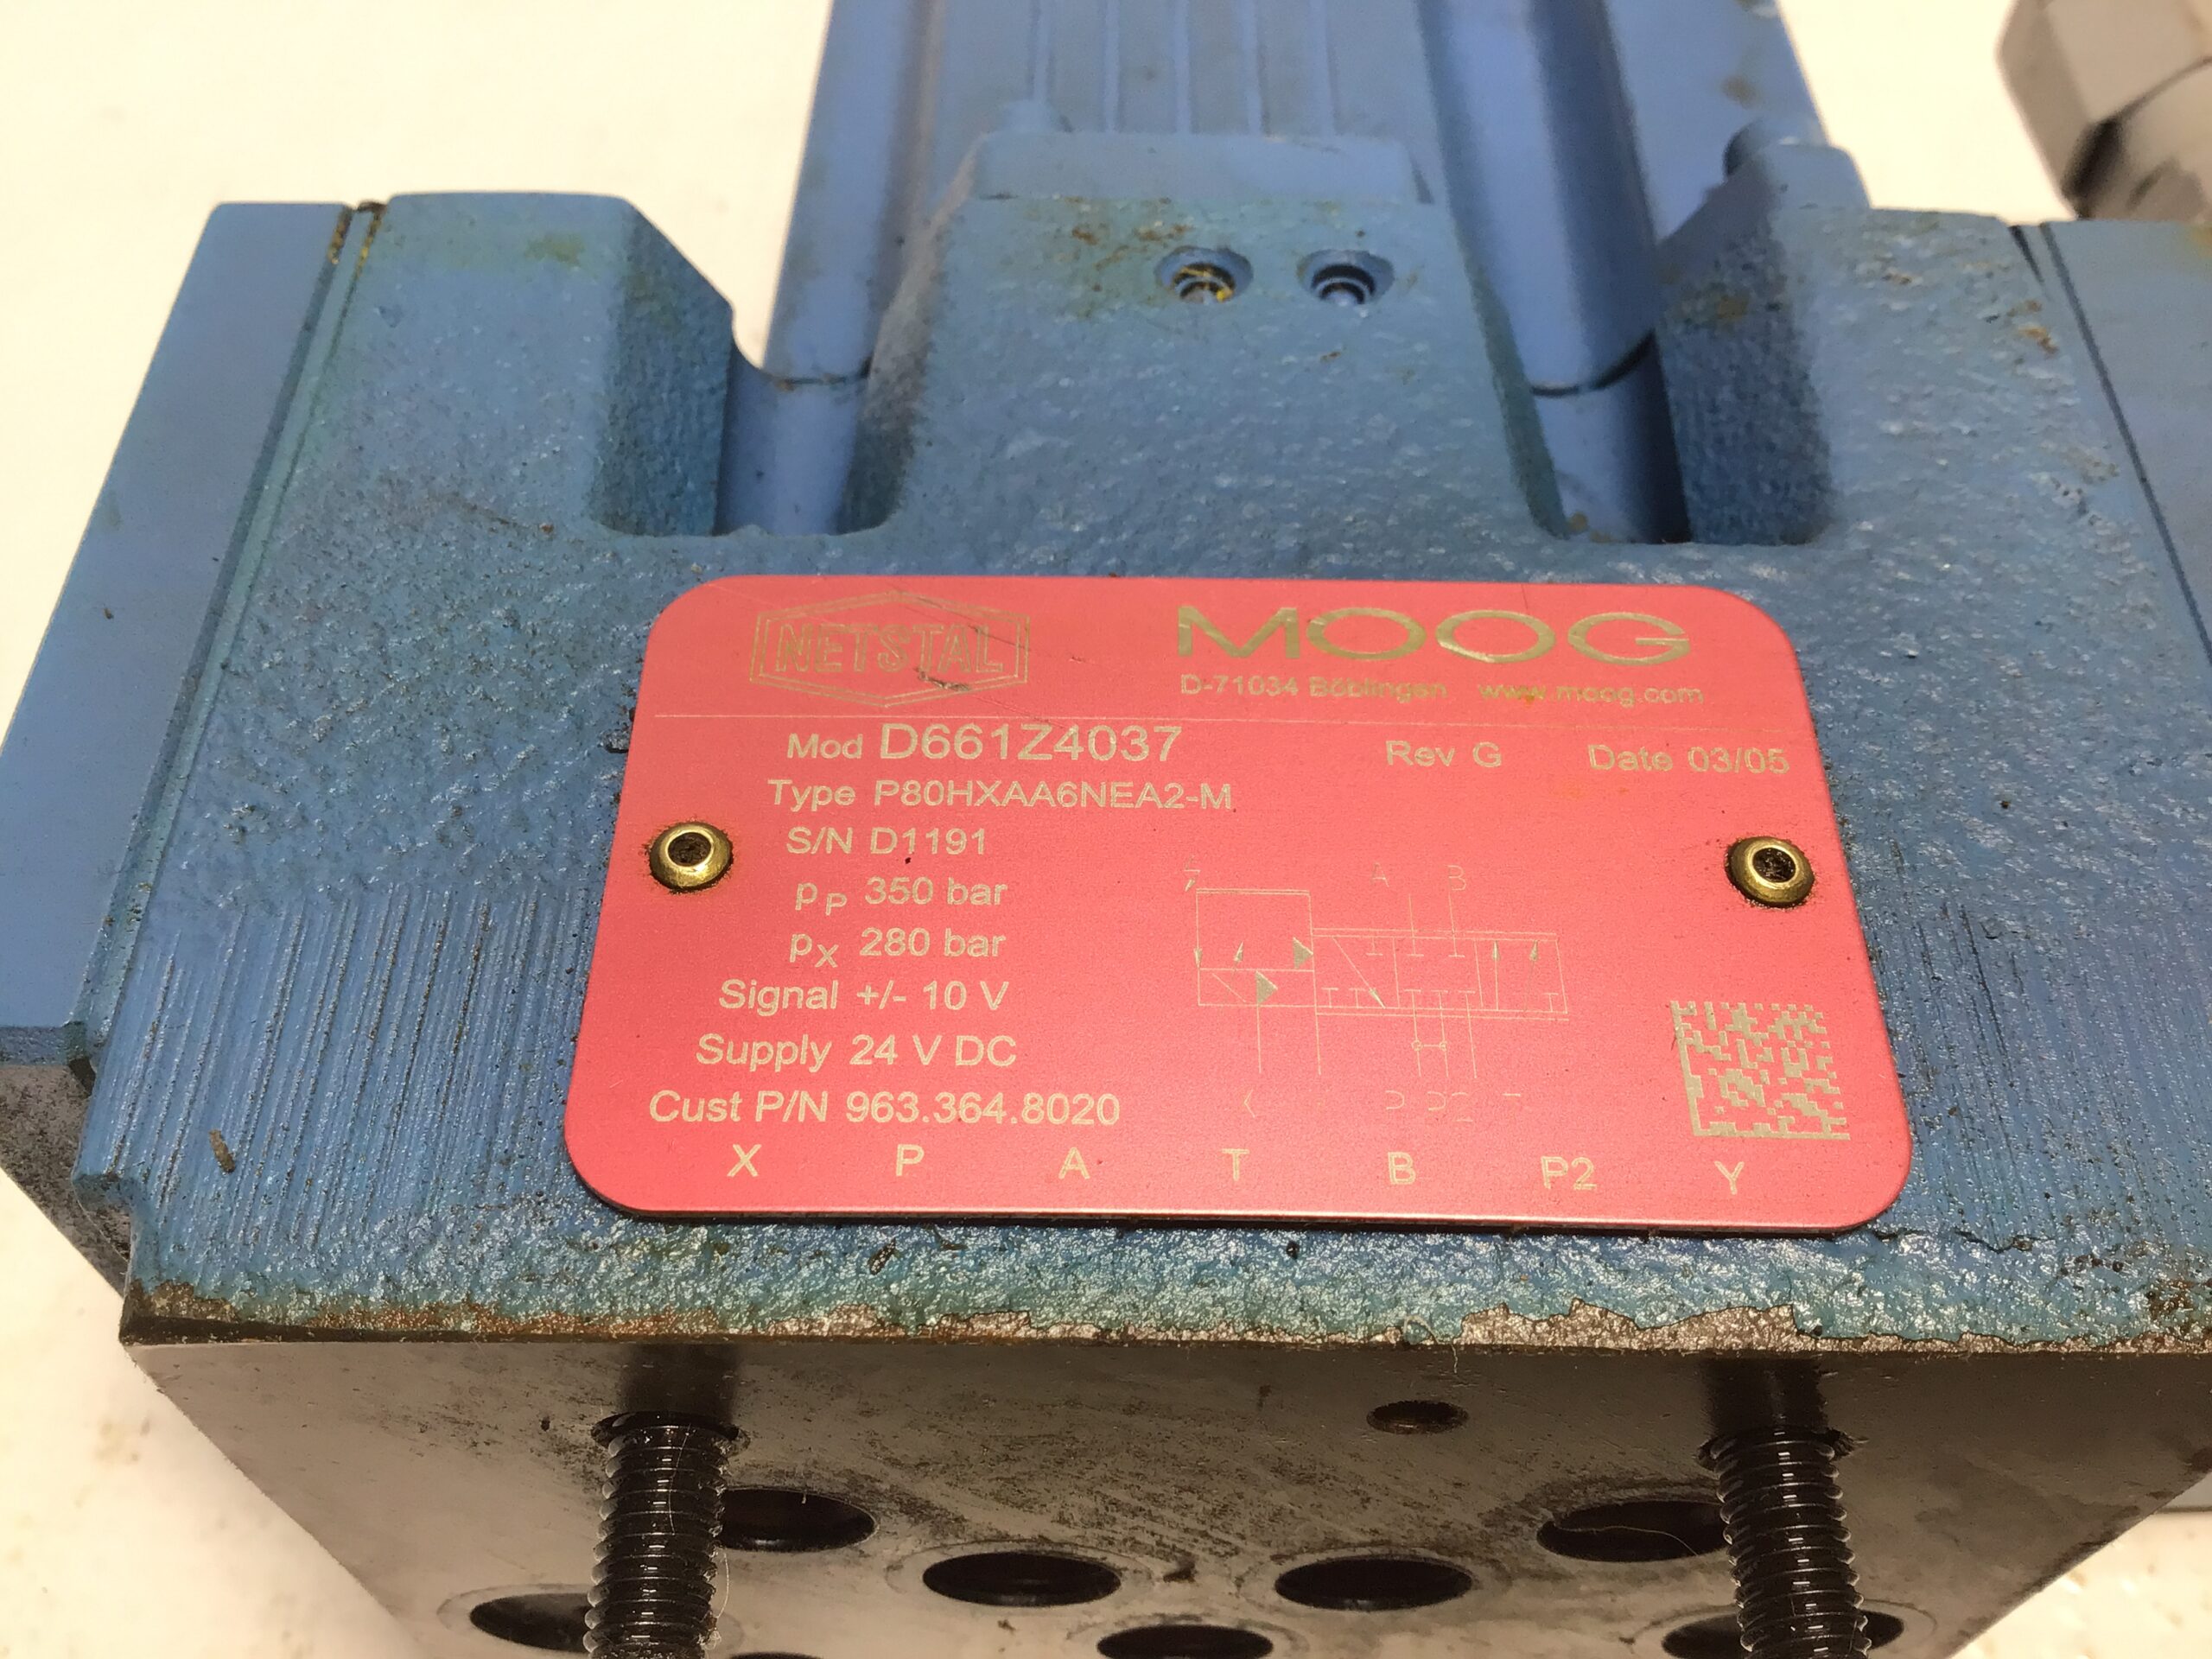 NETSTAL
MOOG
D-71034 Böblingen www.moog.com
Mod D661Z4037 Rev G Date 03/05
Type P80HXAA6NEA2-M
S/N D1191
pP 350 bar
pX 280 bar
Signal +/- 10 V
Supply 24 V DC
Cust P/N 963.364.8020
A B
P P2
X P A T B P2 Y